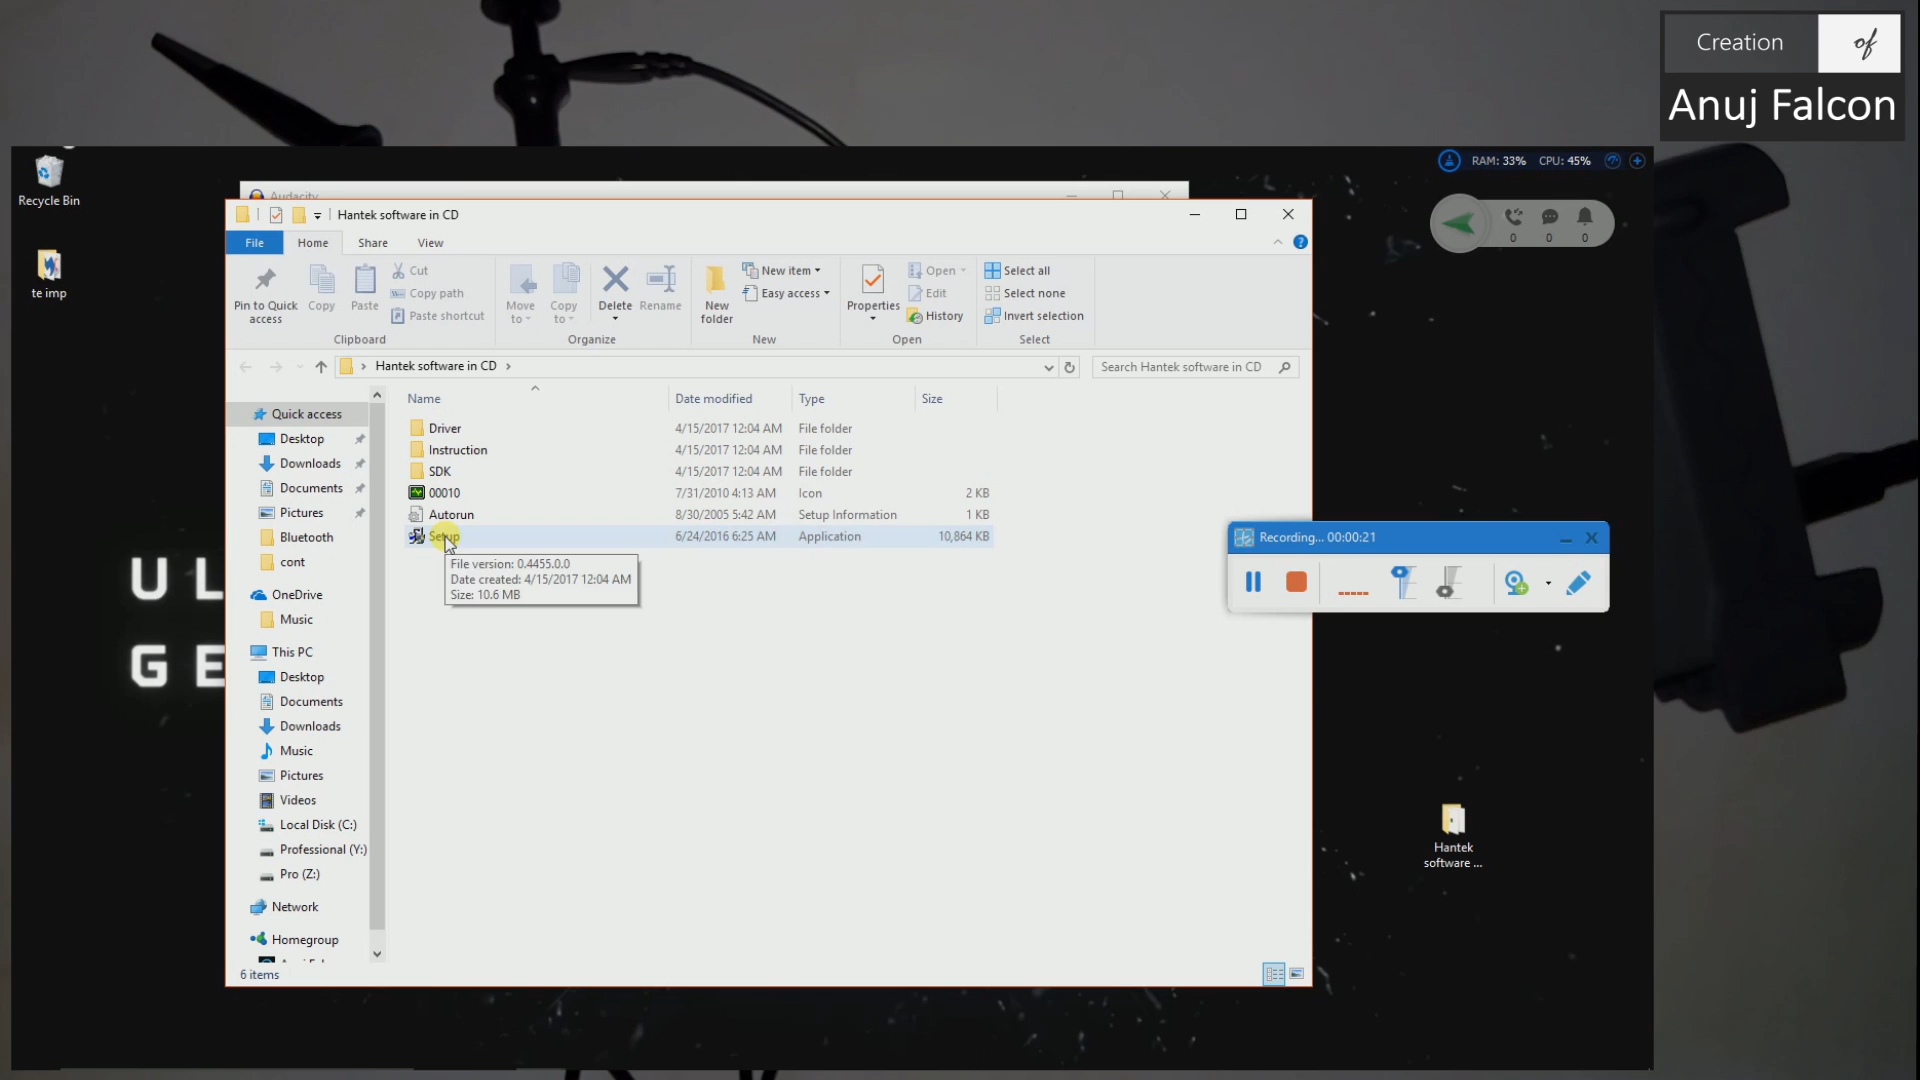 Creation of
Anuj Falcon
RAM: 33% CPU: 45%
Recycle Bin
te imp
Audacity
Hantek software in CD
File Home Share View
0 0 0
Pin to Quick access
Copy
Paste
Cut
Copy path
Paste shortcut
Clipboard
Move to
Copy to
Delete
Rename
Organize
New folder
New item
Easy access
New
Properties
Open
Edit
History
Open
Select all
Select none
Invert selection
Select
Hantek software in CD
Search Hantek software in CD
Name Date modified Type Size
Driver 4/15/2017 12:04 AM File folder
Instruction 4/15/2017 12:04 AM File folder
SDK 4/15/2017 12:04 AM File folder
00010 7/31/2010 4:13 AM Icon 2 KB
Autorun 8/30/2005 5:42 AM Setup Information 1 KB
Setup 6/24/2016 6:25 AM Application 10,864 KB
File version: 0.4455.0.0
Date created: 4/15/2017 12:04 AM
Size: 10.6 MB
Quick access
Desktop
Downloads
Documents
Pictures
Bluetooth
cont
OneDrive
Music
This PC
Desktop
Documents
Downloads
Music
Pictures
Videos
Local Disk (C:)
Professional (Y:)
Pro (Z:)
Network
Homegroup
6 items
Recording... 00:00:21
UL
GE
Hantek
software ...